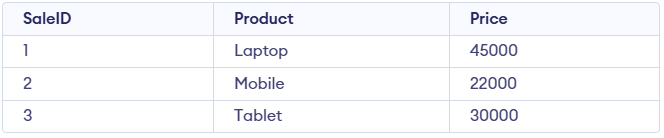 SaleID Product Price
1 Laptop 45000
2 Mobile 22000
3 Tablet 30000